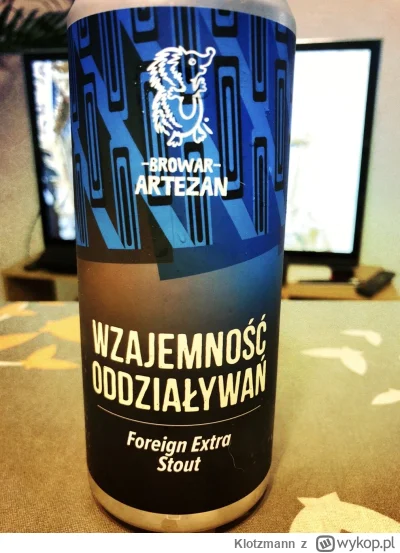 -BROWAR-
ARTEZAN
WZAJEMNOŚĆ
ODDZIAŁYWAŃ
Foreign Extra
Stout
Klotzmann z wykop.pl